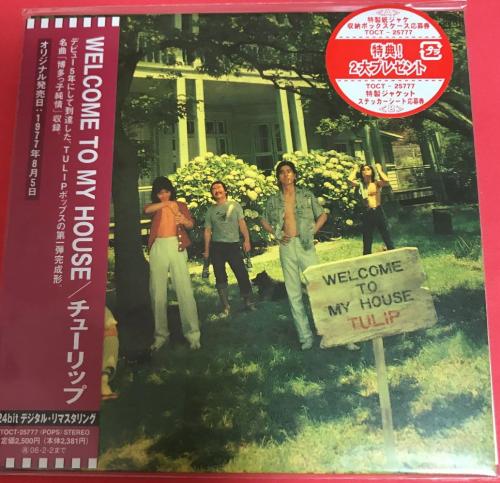 WELCOME TO MY HOUSE/チューリップ
デビュー5年にして到達した、TULIPポップスの第一弾完成形。
名曲「博多っ子純情」収録。
オリジナル発売日：1977年8月5日
24bit デジタル・リマスタリング
TOCT-25777 〈POPS〉 STEREO
定価2,500円（本体2,381円）
06・2・2まで
<A>
特製紙ジャケ
収納ボックスケース応募券
TOCT - 25777
特典!
2大プレゼント
TOCT - 25777
特製ジャケット
ステッカーシート応募券
<B>
WELCOME
TO
MY HOUSE
TULIP